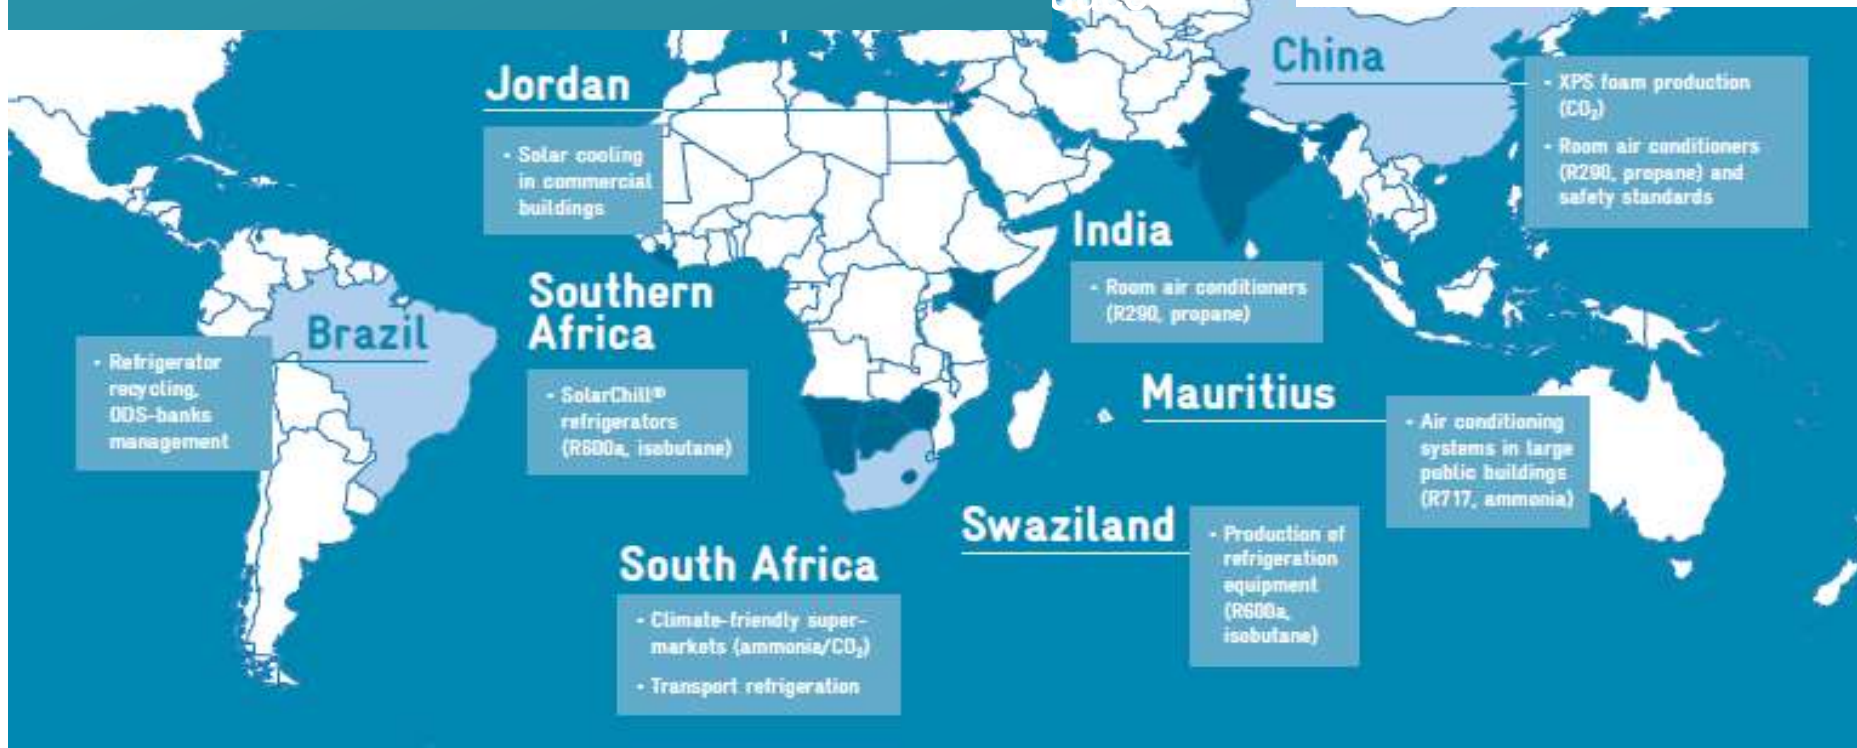 Jordan
- Solar cooling
in commercial
buildings
China
- XPS foam production
(CO₂)
- Room air conditioners
(R290, propane) and
safety standards
India
- Room air conditioners
(R290, propane)
Southern
Africa
- SolarChill®
refrigerators
(R600a, isobutane)
Brazil
- Refrigerator
recycling,
ODS-banks
management
Mauritius
- Air conditioning
systems in large
public buildings
(R717, ammonia)
Swaziland
- Production of
refrigeration
equipment
(R600a,
isobutane)
South Africa
- Climate-friendly super-
markets (ammonia/CO₂)
- Transport refrigeration